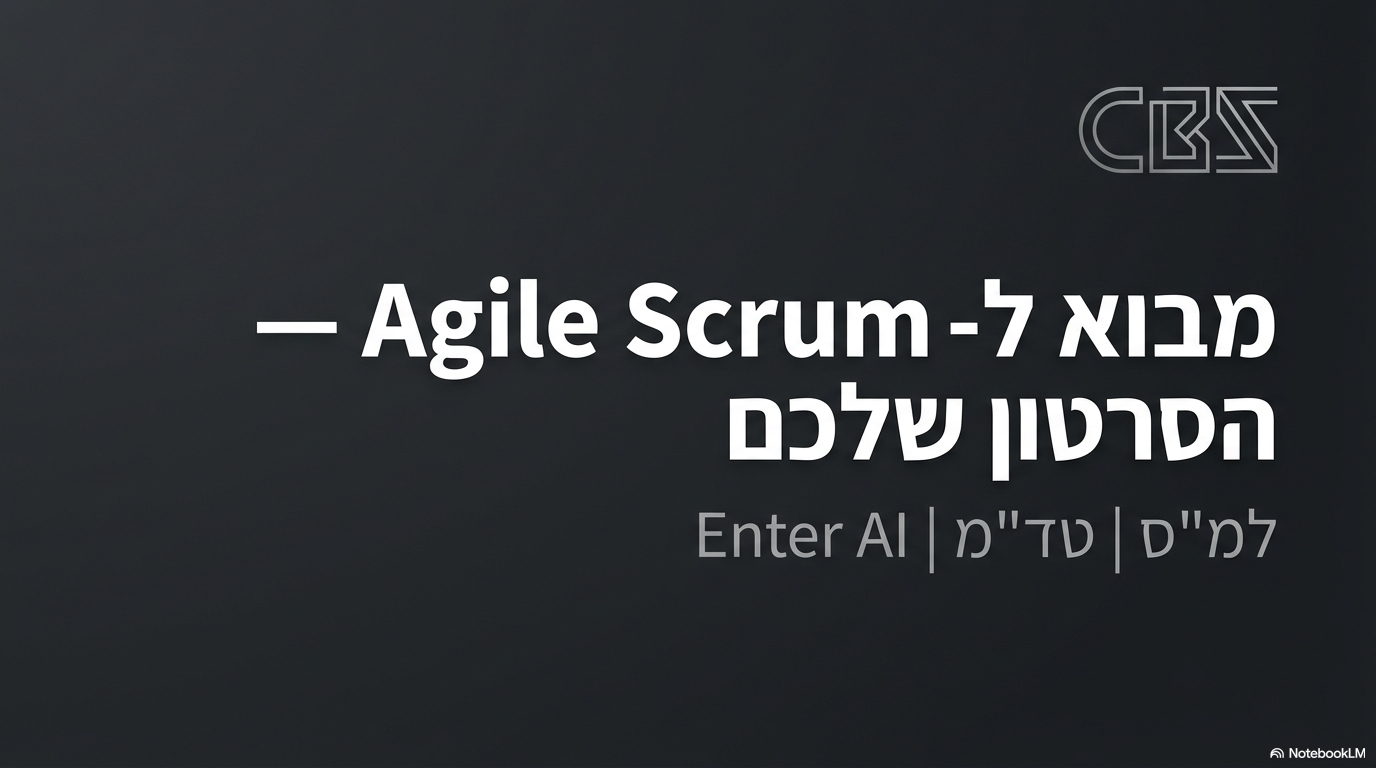 CBS
מבוא ל- Agile Scrum —
הסרטון שלכם
למ"ס | טד"מ | Enter AI
NotebookLM